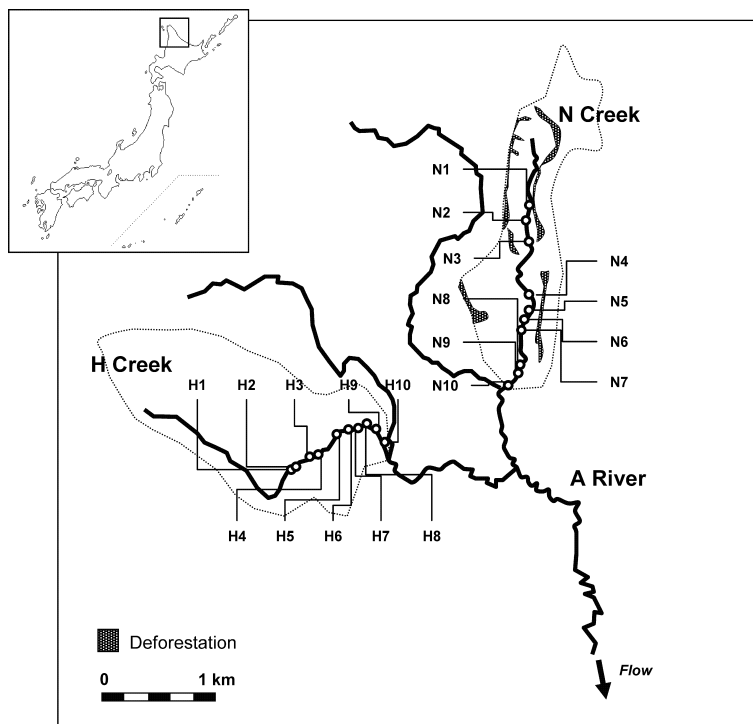 N Creek
N1
N2
N3
N4
N8
N5
N9
N6
H Creek
H9
H10
N10
N7
H1
H2
H3
A River
H4
H5
H6
H7
H8
Deforestation
Flow
0
1 km